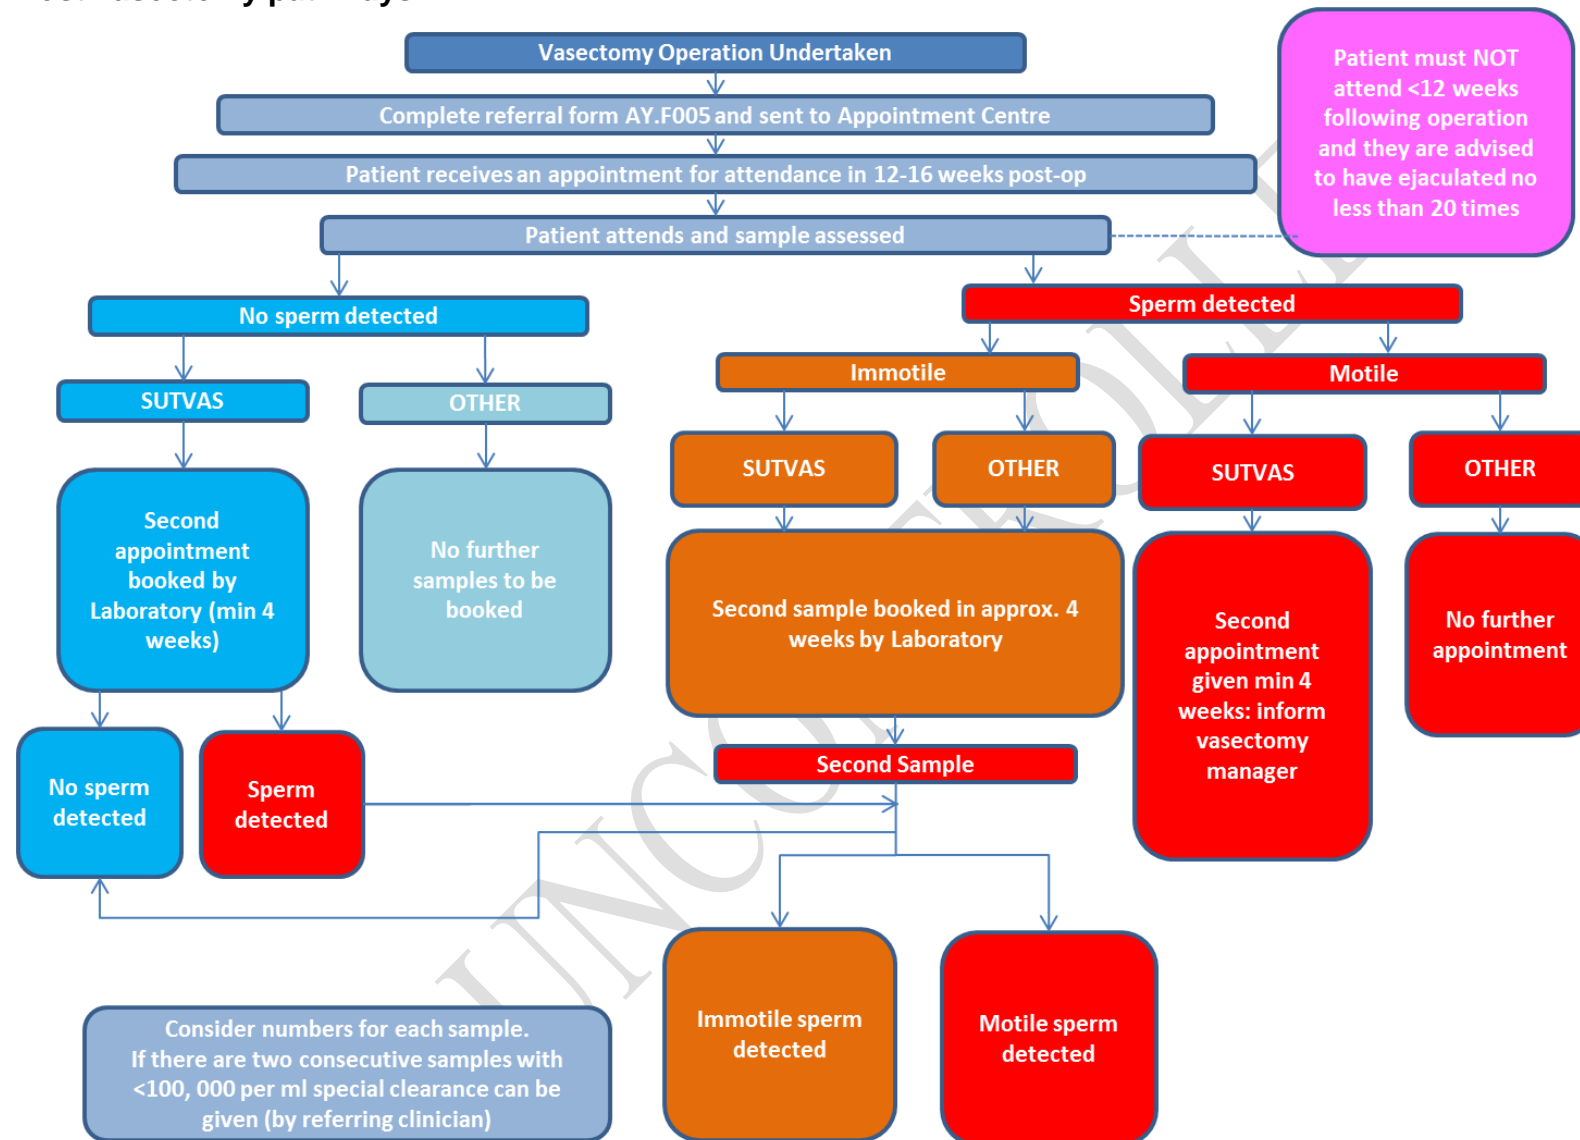 Vasectomy Operation Undertaken
Complete referral form AY.F005 and sent to Appointment Centre
Patient receives an appointment for attendance in 12-16 weeks post-op
Patient attends and sample assessed
Patient must NOT
attend <12 weeks
following operation
and they are advised
to have ejaculated no
less than 20 times
No sperm detected
Sperm detected
SUTVAS
OTHER
Immotile
Motile
SUTVAS
OTHER
SUTVAS
OTHER
Second
appointment
booked by
Laboratory (min 4
weeks)
No further
samples to be
booked
Second sample booked in approx. 4
weeks by Laboratory
Second
appointment
given min 4
weeks: inform
vasectomy
manager
No further
appointment
No sperm
detected
Sperm
detected
Second Sample
Immotile sperm
detected
Motile sperm
detected
Consider numbers for each sample.
If there are two consecutive samples with
<100, 000 per ml special clearance can be
given (by referring clinician)